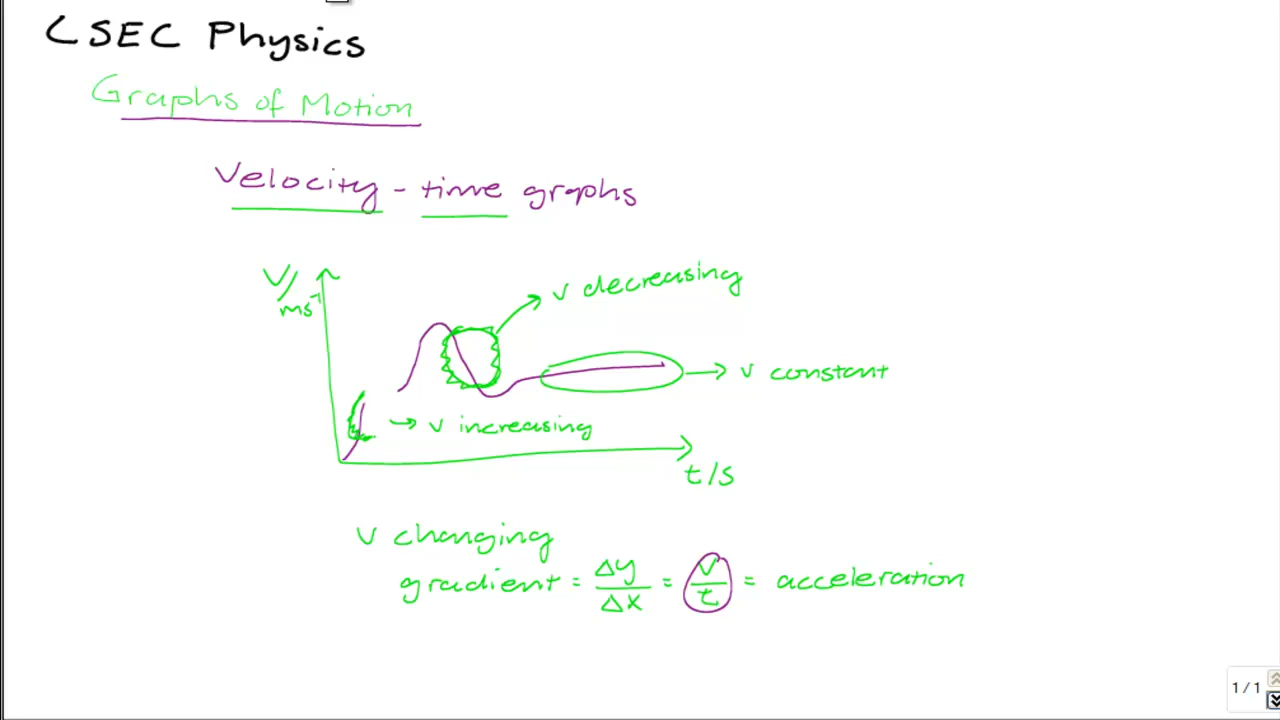 CSEC Physics
Graphs of Motion
Velocity - time graphs
V/ms⁻¹
→ v decreasing
→ v constant
→ v increasing
t/s
v changing
gradient = Δy/Δx = v/t = acceleration
1 / 1